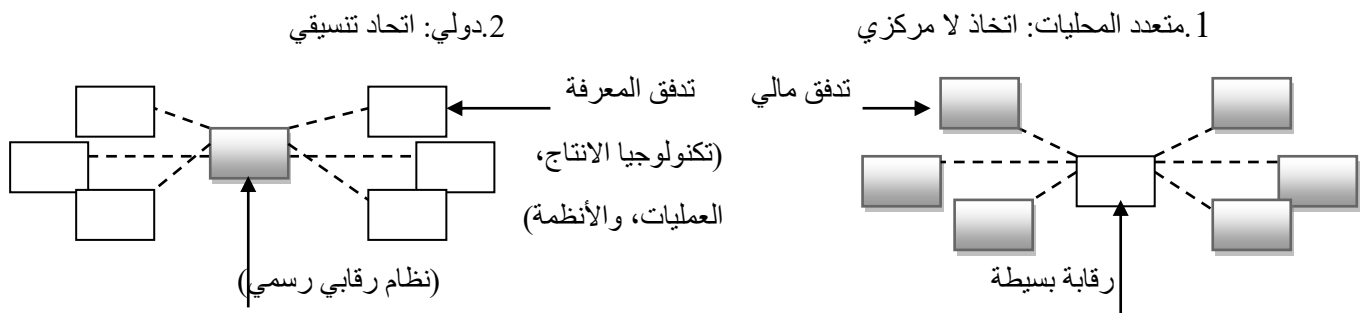 1.متعدد المحليات: اتخاذ لا مركزي
2.دولي: اتحاد تنسيقي
تدفق مالي
تدفق المعرفة
(تكنولوجيا الانتاج،
العمليات، والأنظمة)
رقابة بسيطة
(نظام رقابي رسمي)